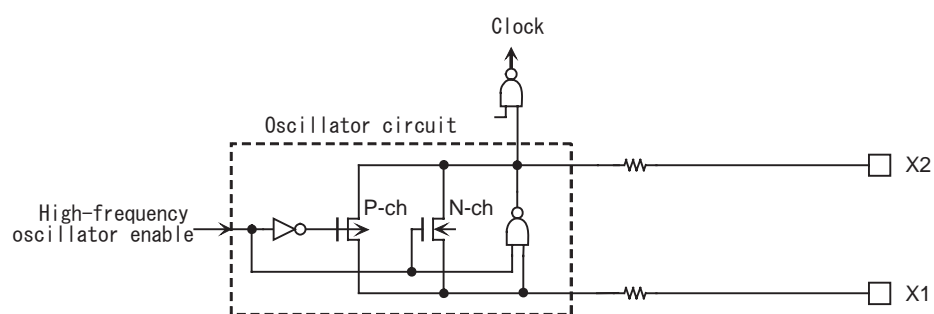 Clock
Oscillator circuit
X2
P-ch
N-ch
High-frequency
oscillator enable
X1